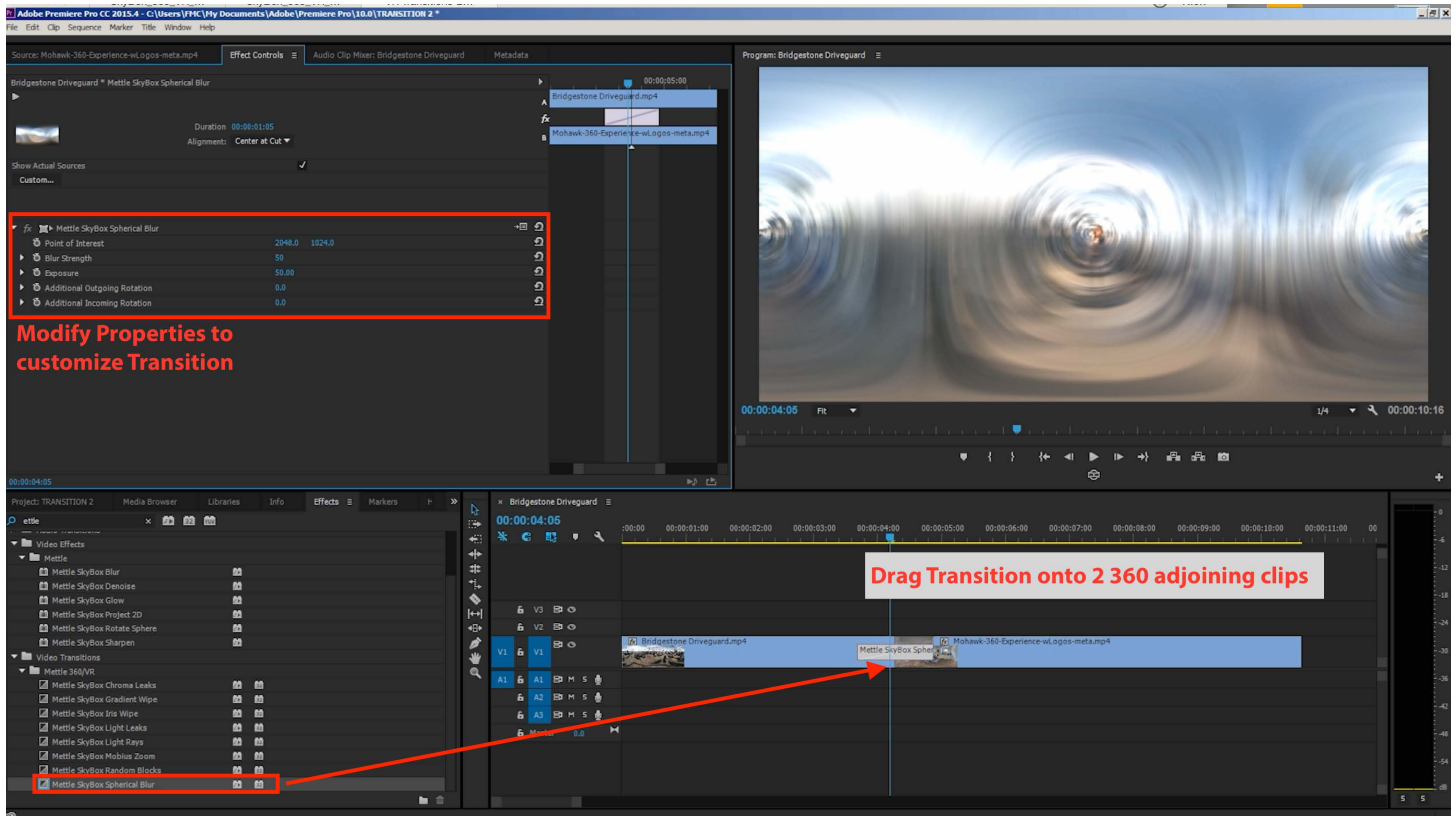 Adobe Premiere Pro CC 2015.4 - C:\Users\FMC\My Documents\Adobe\Premiere Pro\10.0\TRANSITION 2 *
File Edit Clip Sequence Marker Title Window Help
Source: Mohawk-360-Experience-wLogos-meta.mp4 Effect Controls Audio Clip Mixer: Bridgestone Driveguard Metadata
Bridgestone Driveguard * Mettle SkyBox Spherical Blur
00:00:05:00
A Bridgestone Driveguard.mp4
fx
B Mohawk-360-Experience-wLogos-meta.mp4
Duration 00:00:01:05
Alignment: Center at Cut
Show Actual Sources
Custom...
fx Mettle SkyBox Spherical Blur
Point of Interest 2048.0 1024.0
Blur Strength 50
Exposure 50.00
Additional Outgoing Rotation 0.0
Additional Incoming Rotation 0.0
Modify Properties to
customize Transition
00:00:04:05
Program: Bridgestone Driveguard
00:00:04:05 Fit 1/4 00:00:10:16
Project: TRANSITION 2 Media Browser Libraries Info Effects Markers
ettle
Video Effects
Mettle
Mettle SkyBox Blur
Mettle SkyBox Denoise
Mettle SkyBox Glow
Mettle SkyBox Project 2D
Mettle SkyBox Rotate Sphere
Mettle SkyBox Sharpen
Video Transitions
Mettle 360/VR
Mettle SkyBox Chroma Leaks
Mettle SkyBox Gradient Wipe
Mettle SkyBox Iris Wipe
Mettle SkyBox Light Leaks
Mettle SkyBox Light Rays
Mettle SkyBox Mobius Zoom
Mettle SkyBox Random Blocks
Mettle SkyBox Spherical Blur
× Bridgestone Driveguard
00:00:04:05
:00:00 00:00:01:00 00:00:02:00 00:00:03:00 00:00:04:00 00:00:05:00 00:00:06:00 00:00:07:00 00:00:08:00 00:00:09:00 00:00:10:00 00:00:11:00 00
Drag Transition onto 2 360 adjoining clips
V3
V2
V1 V1
Bridgestone Driveguard.mp4
Mettle SkyBox Spher
Mohawk-360-Experience-wLogos-meta.mp4
A1 A1 M S
A2 M S
A3 M S
Master 0.0
0
-6
-12
-18
-24
-30
-36
-42
-48
-54
dB
S S